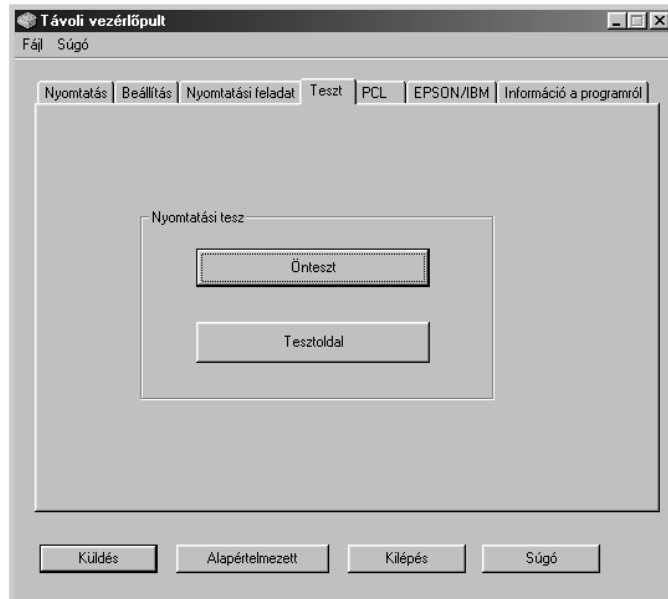 Távoli vezérlőpult
Fájl Súgó
Nyomtatás Beállítás Nyomtatási feladat Teszt PCL EPSON/IBM Információ a programról
Nyomtatási tesz
Önteszt
Tesztoldal
Küldés Alapértelmezett Kilépés Súgó